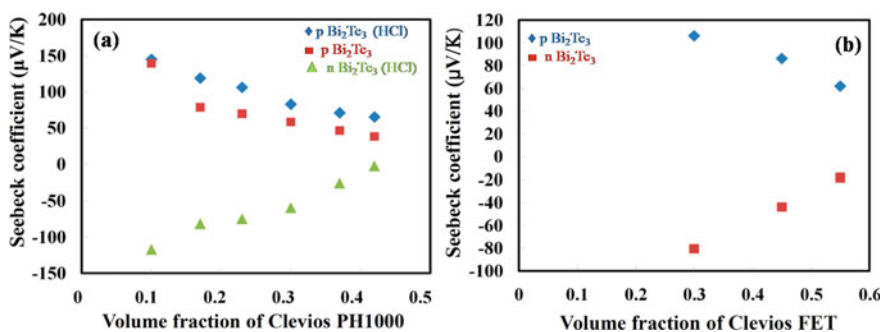 (a)
p Bi₂Te₃ (HCl)
p Bi₂Te₃
n Bi₂Te₃ (HCl)
Seebeck coefficient (µV/K)
200
150
100
50
0
-50
-100
-150
0 0.1 0.2 0.3 0.4 0.5
Volume fraction of Clevios PH1000
(b)
p Bi₂Te₃
n Bi₂Te₃
Seebeck coefficient (µV/K)
120
100
80
60
40
20
0
-20
-40
-60
-80
-100
0 0.1 0.2 0.3 0.4 0.5 0.6
Volume fraction of Clevios FET